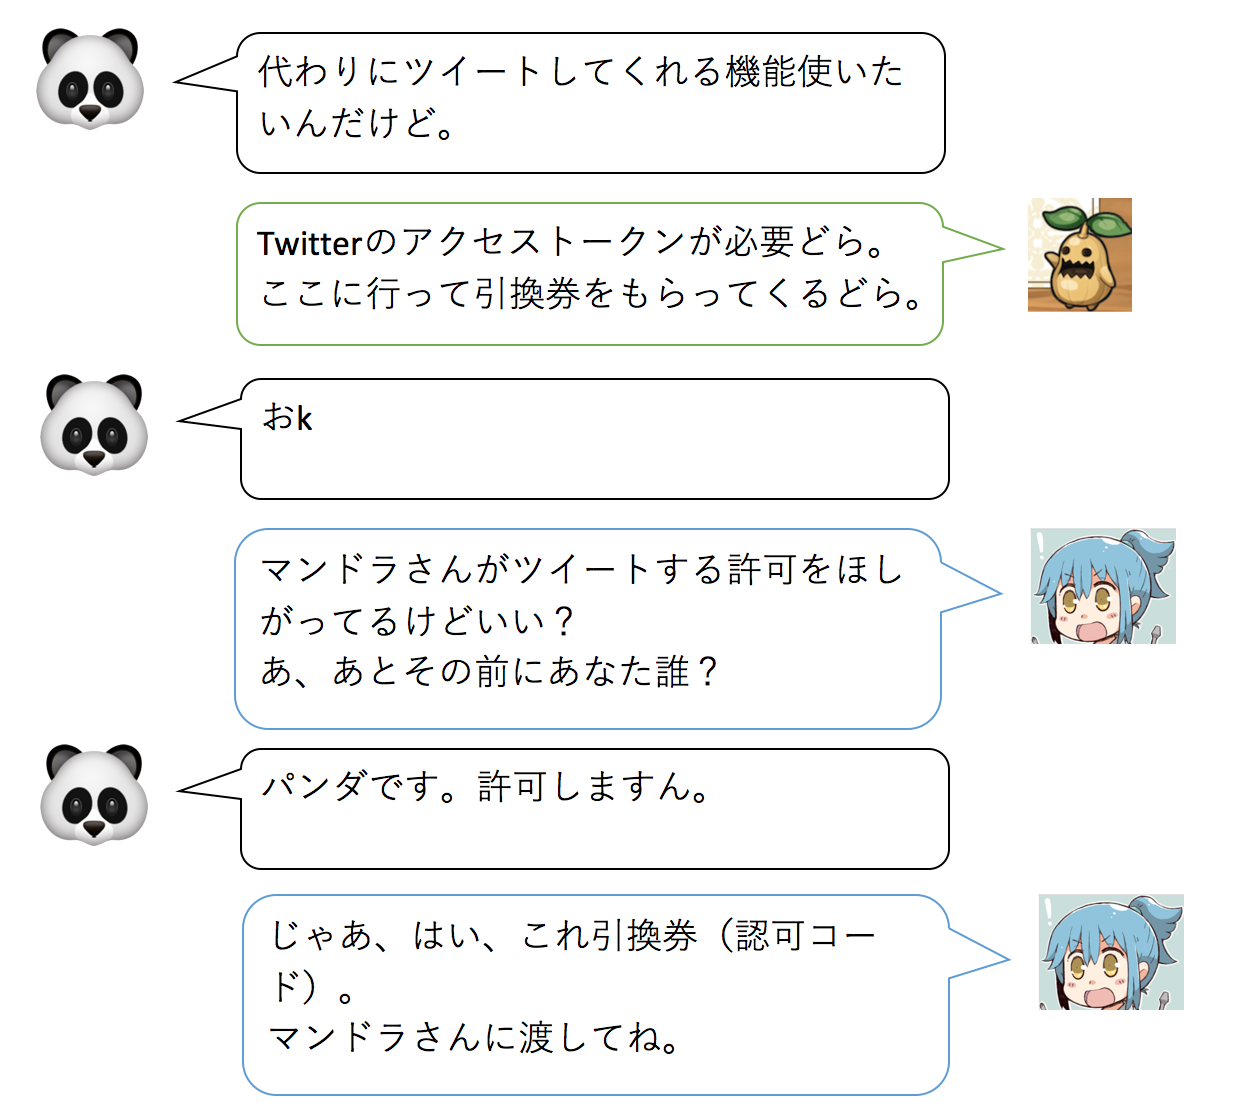 代わりにツイートしてくれる機能使いた
いんだけど。
Twitterのアクセストークンが必要どら。
ここに行って引換券をもらってくるどら。
おk
マンドラさんがツイートする許可をほし
がってるけどいい？
あ、あとその前にあなた誰？
パンダです。許可しますん。
じゃあ、はい、これ引換券（認可コー
ド）。
マンドラさんに渡してね。